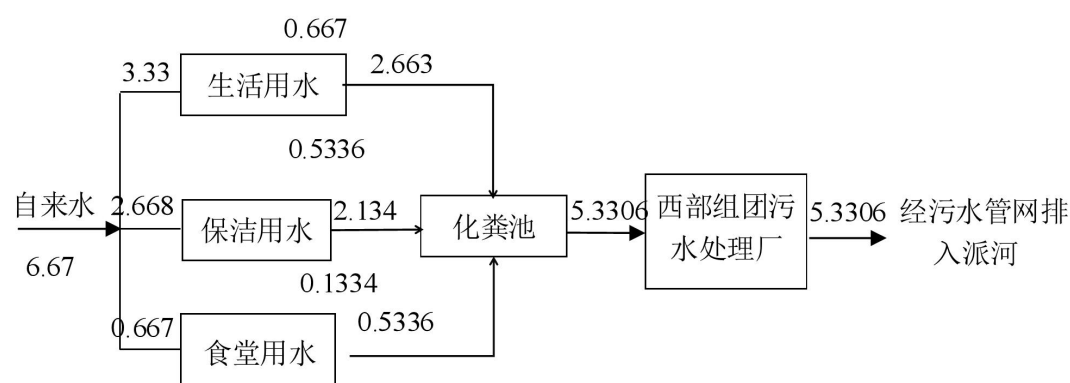 0.667
3.33
生活用水
2.663
0.5336
自来水
2.668
保洁用水
2.134
化粪池
5.3306
西部组团污
水处理厂
5.3306
经污水管网排
入派河
6.67
0.1334
0.667
食堂用水
0.5336